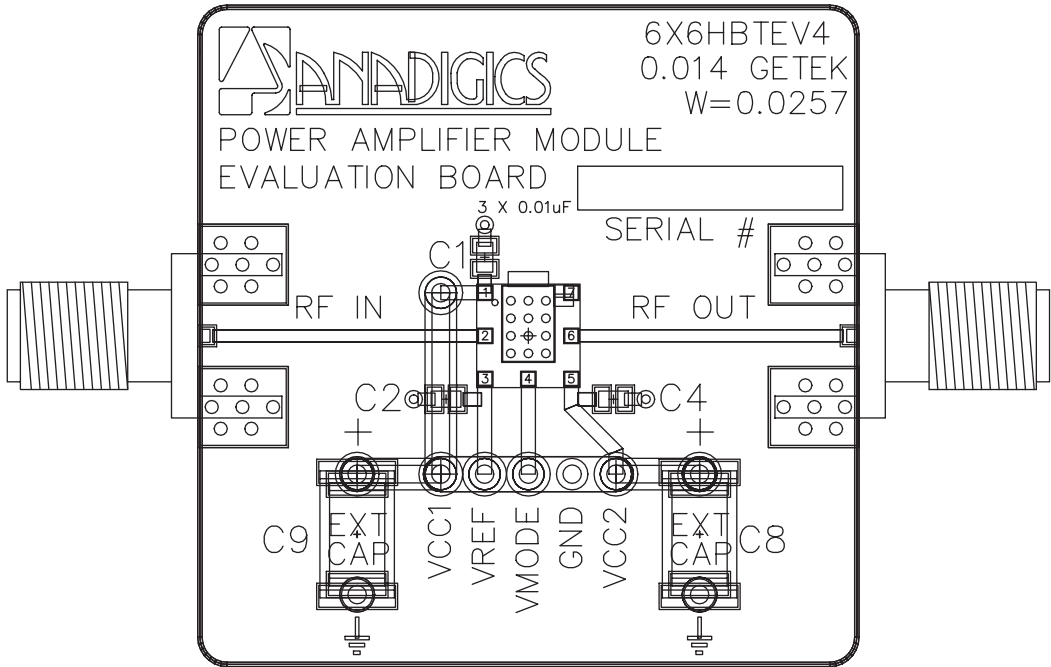 ANADIGICS
6X6HBTEV4
0.014 GETEK
W=0.0257
POWER AMPLIFIER MODULE
EVALUATION BOARD
3 X 0.01uF
SERIAL #
C1
1
7
RF IN
RF OUT
2
6
3
4
5
C2
C4
+
+
EXT
CAP
EXT
CAP
C9
C8
VCC1
VREF
VMODE
GND
VCC2